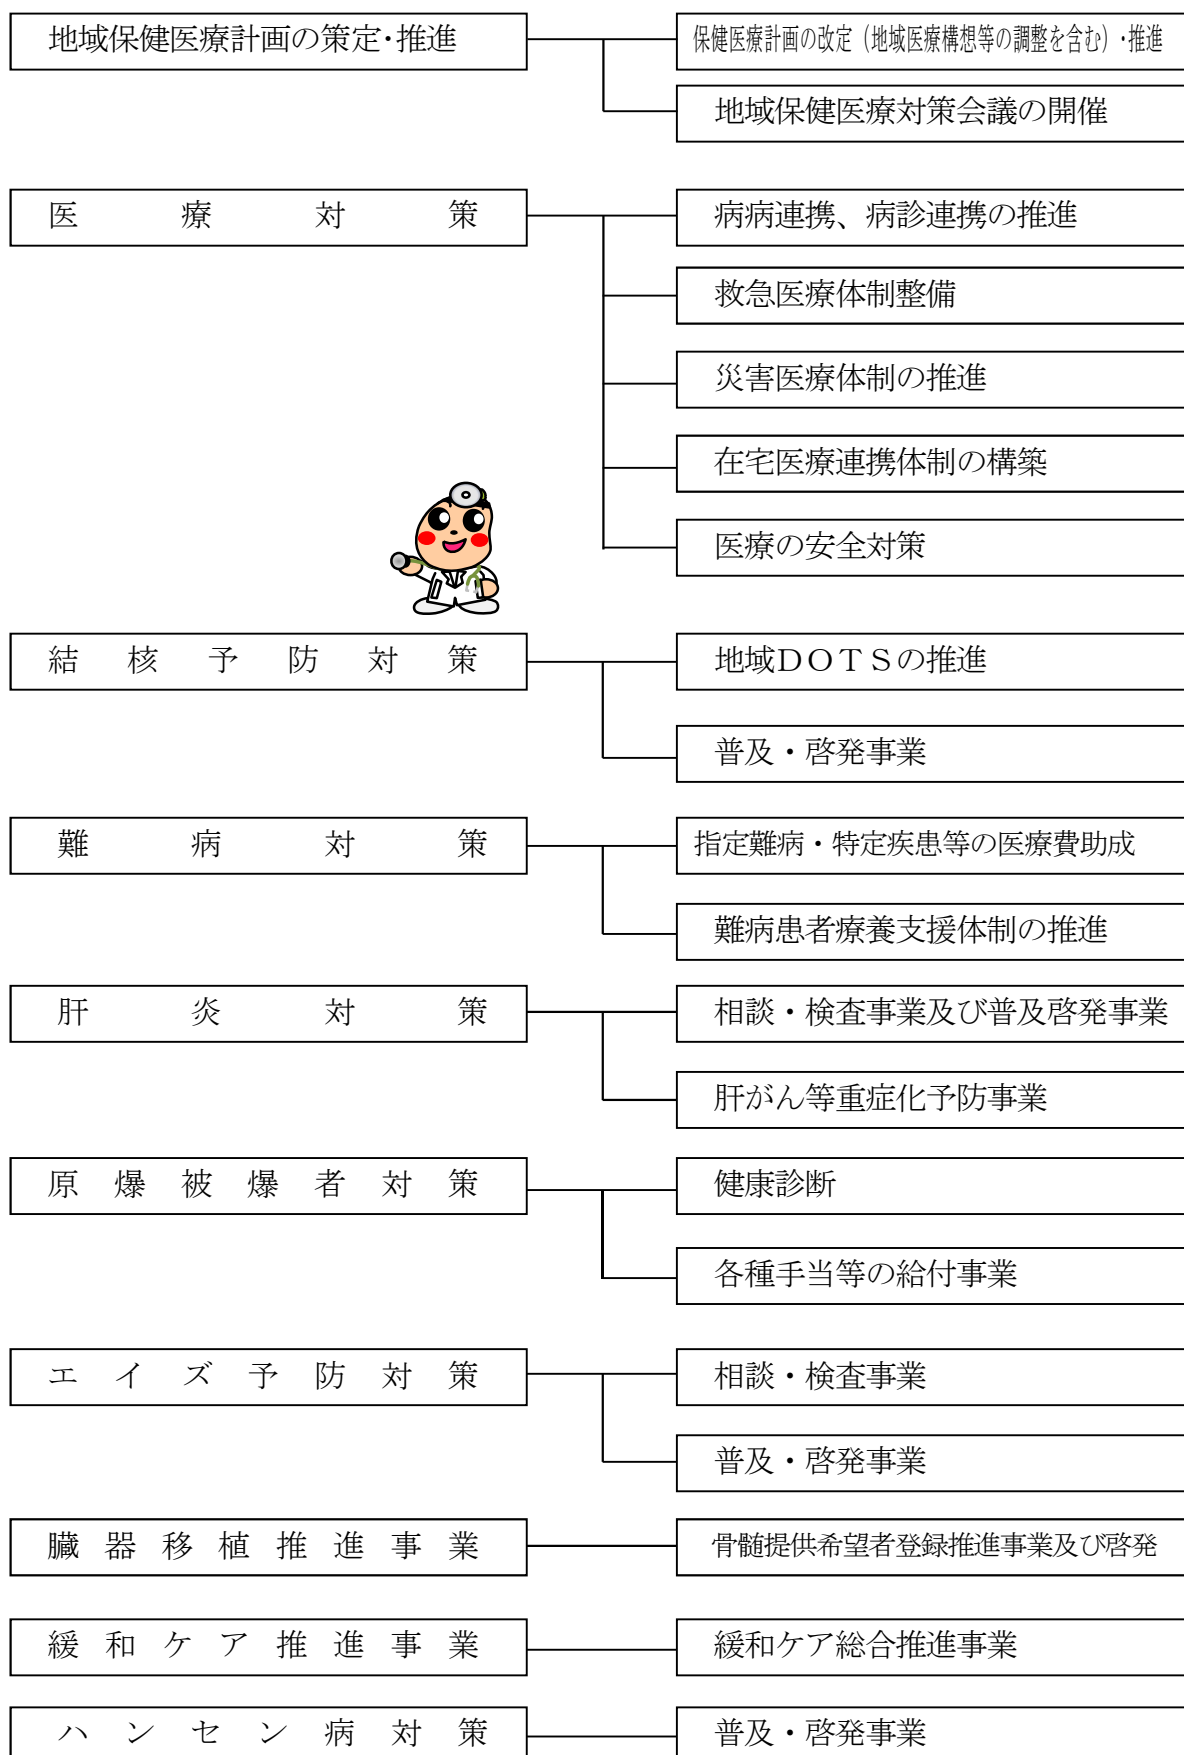 地域保健医療計画の策定・推進
保健医療計画の改定（地域医療構想等の調整を含む）・推進
地域保健医療対策会議の開催
医療対策
病病連携、病診連携の推進
救急医療体制整備
災害医療体制の推進
在宅医療連携体制の構築
医療の安全対策
結核予防対策
地域ＤＯＴＳの推進
普及・啓発事業
難病対策
指定難病・特定疾患等の医療費助成
難病患者療養支援体制の推進
肝炎対策
相談・検査事業及び普及啓発事業
肝がん等重症化予防事業
原爆被爆者対策
健康診断
各種手当等の給付事業
エイズ予防対策
相談・検査事業
普及・啓発事業
臓器移植推進事業
骨髄提供希望者登録推進事業及び啓発
緩和ケア推進事業
緩和ケア総合推進事業
ハンセン病対策
普及・啓発事業